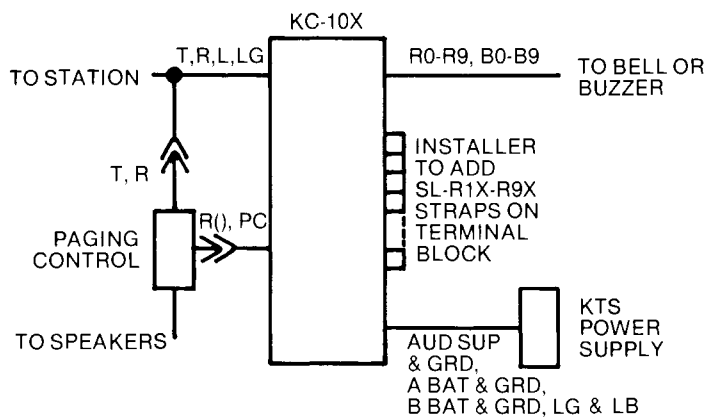 KC-10X
T,R,L,LG
R0-R9, B0-B9
TO STATION
TO BELL OR
BUZZER
INSTALLER
TO ADD
SL-R1X-R9X
STRAPS ON
TERMINAL
BLOCK
T, R
R(), PC
PAGING
CONTROL
TO SPEAKERS
KTS
POWER
SUPPLY
AUD SUP
& GRD,
A BAT & GRD,
B BAT & GRD, LG & LB